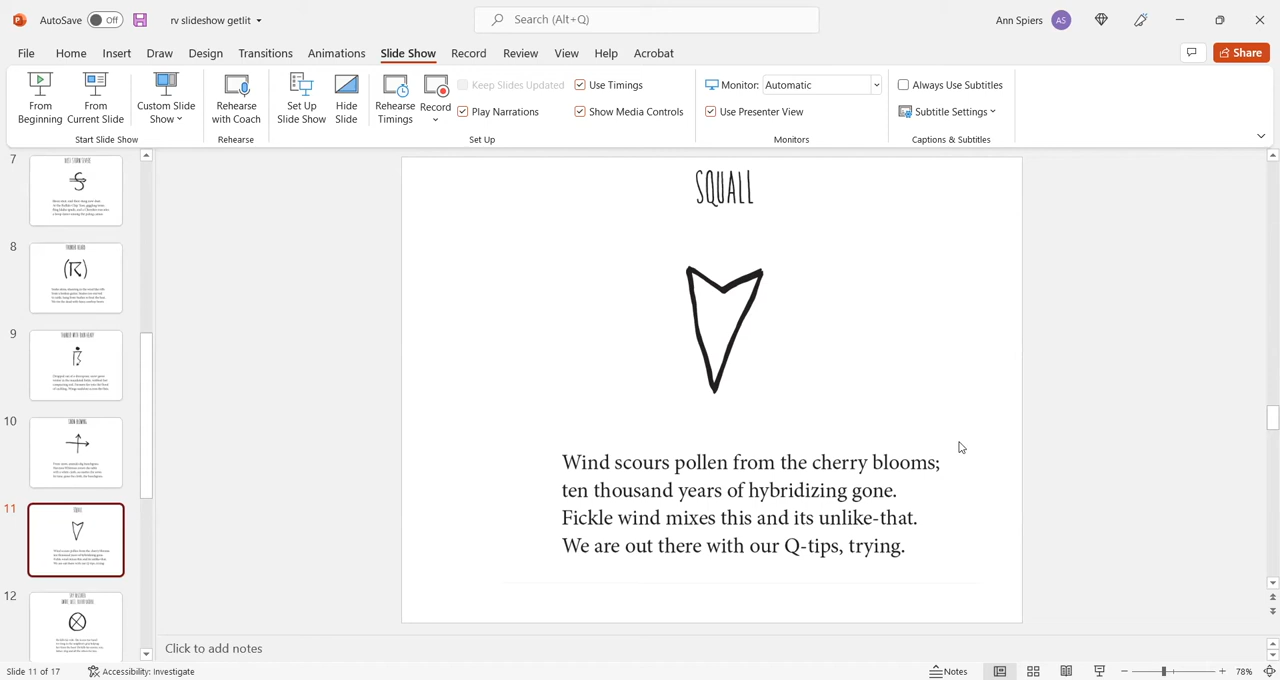 AutoSave Off rv slideshow getlit Search (Alt+Q) Ann Spiers AS
File Home Insert Draw Design Transitions Animations Slide Show Record Review View Help Acrobat Share
From Beginning From Current Slide Custom Slide Show Rehearse with Coach Set Up Slide Show Hide Slide Rehearse Timings Record
Keep Slides Updated Use Timings Monitor: Automatic Always Use Subtitles
Play Narrations Show Media Controls Use Presenter View Subtitle Settings
Start Slide Show Rehearse Set Up Monitors Captions & Subtitles
7
8
9
10
11
12
SQUALL
Wind scours pollen from the cherry blooms;
ten thousand years of hybridizing gone.
Fickle wind mixes this and its unlike-that.
We are out there with our Q-tips, trying.
Click to add notes
Slide 11 of 17 Accessibility: Investigate Notes 78%